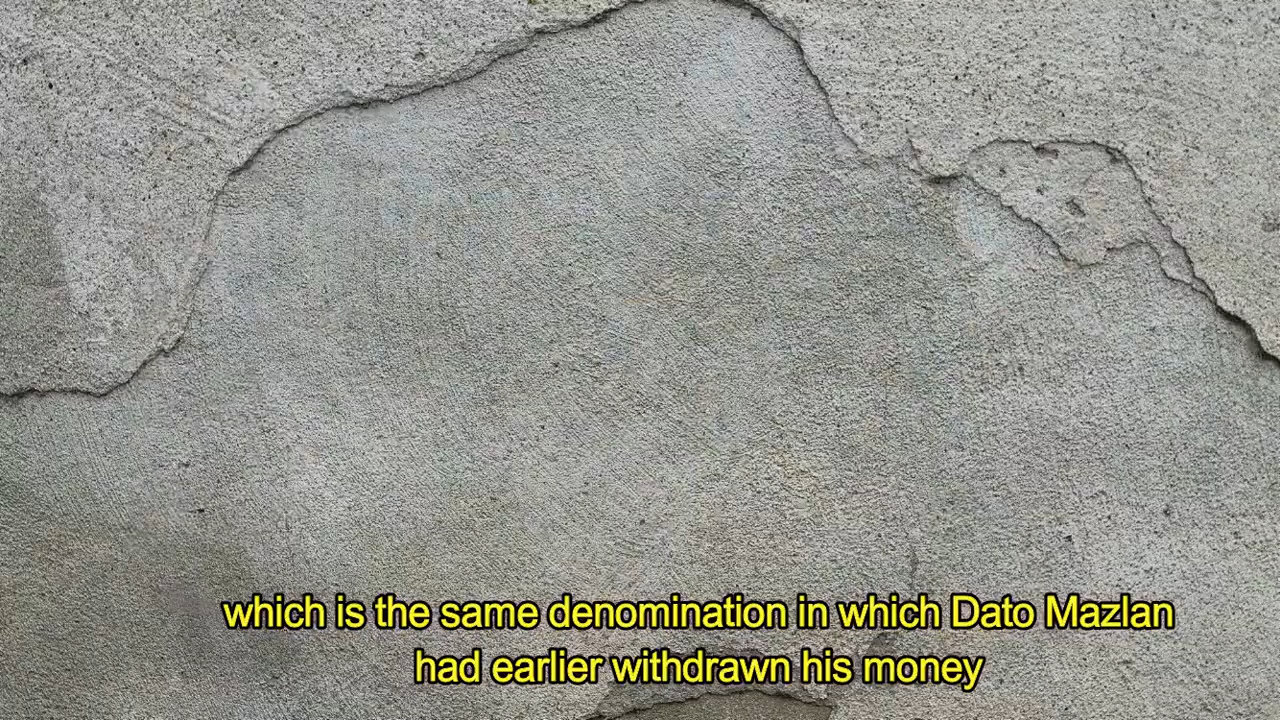 which is the same denomination in which Dato Mazlan
had earlier withdrawn his money